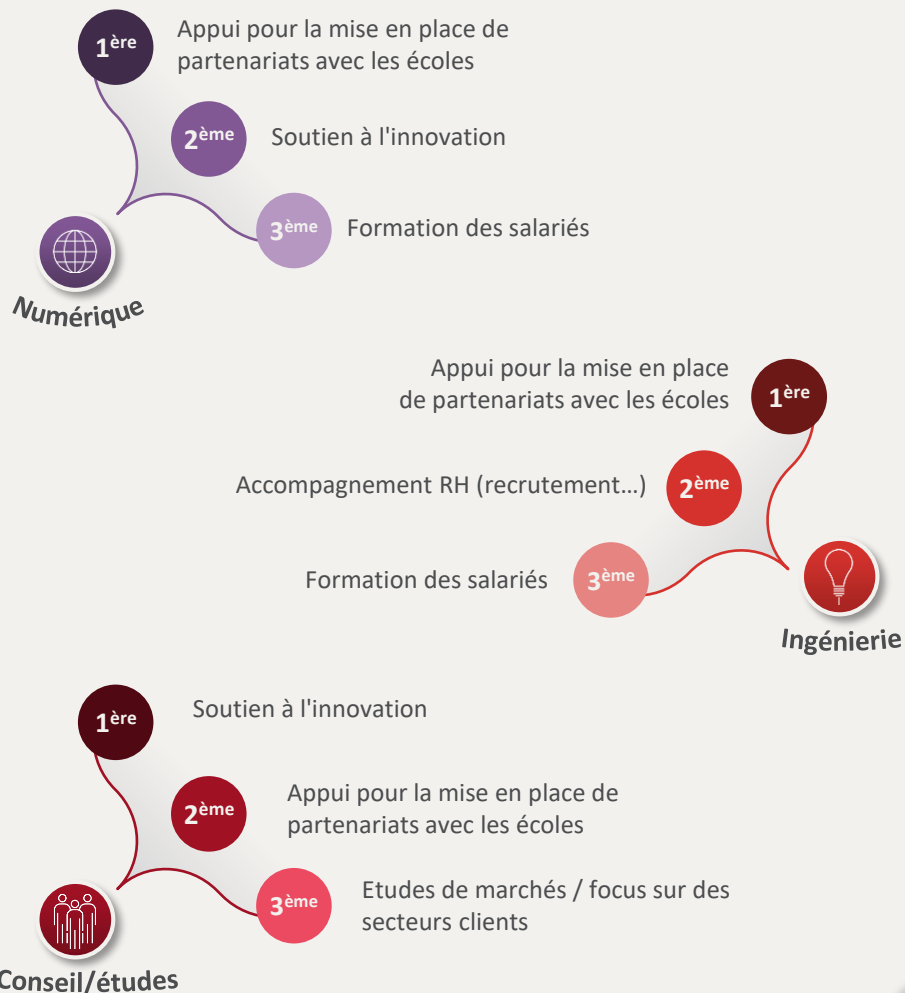 1ère
Appui pour la mise en place de
partenariats avec les écoles
2ème
Soutien à l'innovation
3ème
Formation des salariés
Numérique
Appui pour la mise en place
de partenariats avec les écoles
1ère
Accompagnement RH (recrutement…)
2ème
Formation des salariés
3ème
Ingénierie
1ère
Soutien à l'innovation
2ème
Appui pour la mise en place de
partenariats avec les écoles
3ème
Etudes de marchés / focus sur des
secteurs clients
Conseil/études